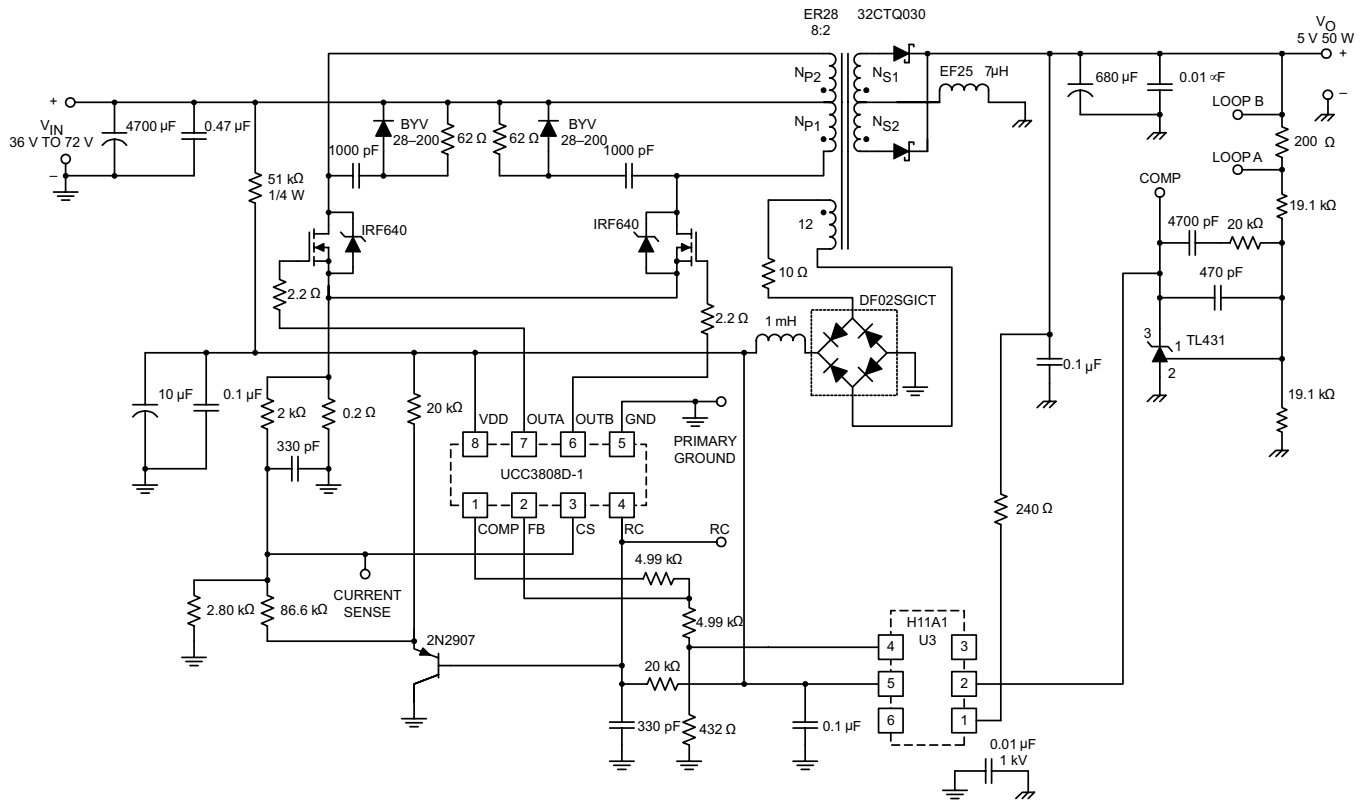 ER28
8:2
32CTQ030
VO
5 V 50 W
+
NP2
NS1
EF25 7µH
680 µF
0.01 ∝F
−
+
VIN
36 V TO 72 V
−
4700 µF
0.47 µF
BYV
28–200
62 Ω
62 Ω
BYV
28–200
NP1
NS2
LOOP B
200 Ω
1000 pF
1000 pF
51 kΩ
1/4 W
LOOP A
COMP
19.1 kΩ
IRF640
IRF640
12
4700 pF
20 kΩ
10 Ω
470 pF
2.2 Ω
2.2 Ω
DF02SGICT
1 mH
3
1
TL431
2
0.1 µF
10 µF
0.1 µF
2 kΩ
0.2 Ω
20 kΩ
19.1 kΩ
VDD
OUTA
OUTB
GND
PRIMARY
GROUND
330 pF
8
7
6
5
UCC3808D-1
1
2
3
4
COMP
FB
CS
RC
RC
240 Ω
4.99 kΩ
CURRENT
SENSE
2.80 kΩ
86.6 kΩ
4.99 kΩ
H11A1
U3
2N2907
4
3
20 kΩ
5
2
6
1
330 pF
432 Ω
0.1 µF
0.01 µF
1 kV